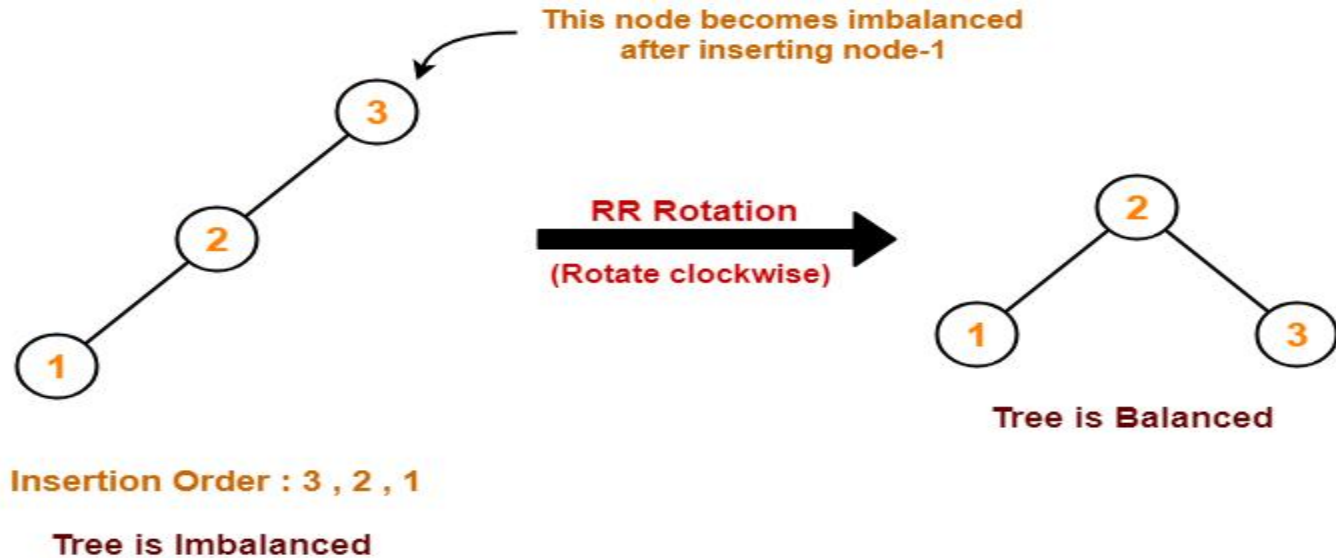 This node becomes imbalanced
after inserting node-1
3
2
1
RR Rotation
(Rotate clockwise)
2
1
3
Tree is Balanced
Insertion Order : 3 , 2 , 1
Tree is Imbalanced